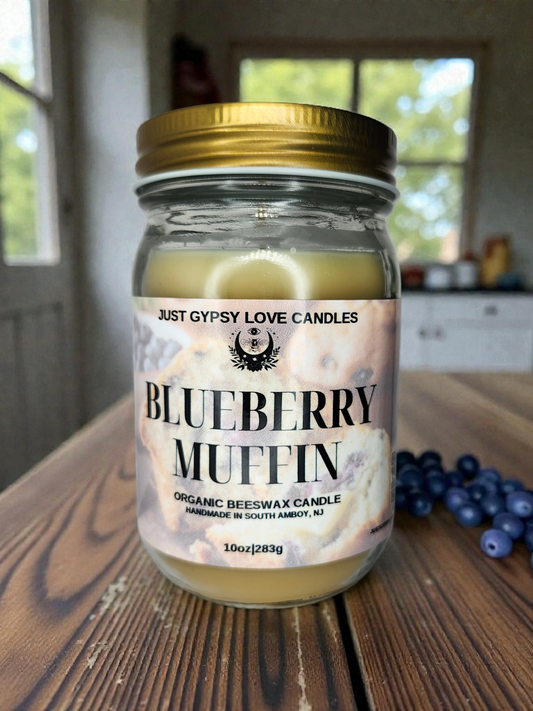 JUST GYPSY LOVE CANDLES
BLUEBERRY
MUFFIN
ORGANIC BEESWAX CANDLE
HANDMADE IN SOUTH AMBOY, NJ
10oz|283g